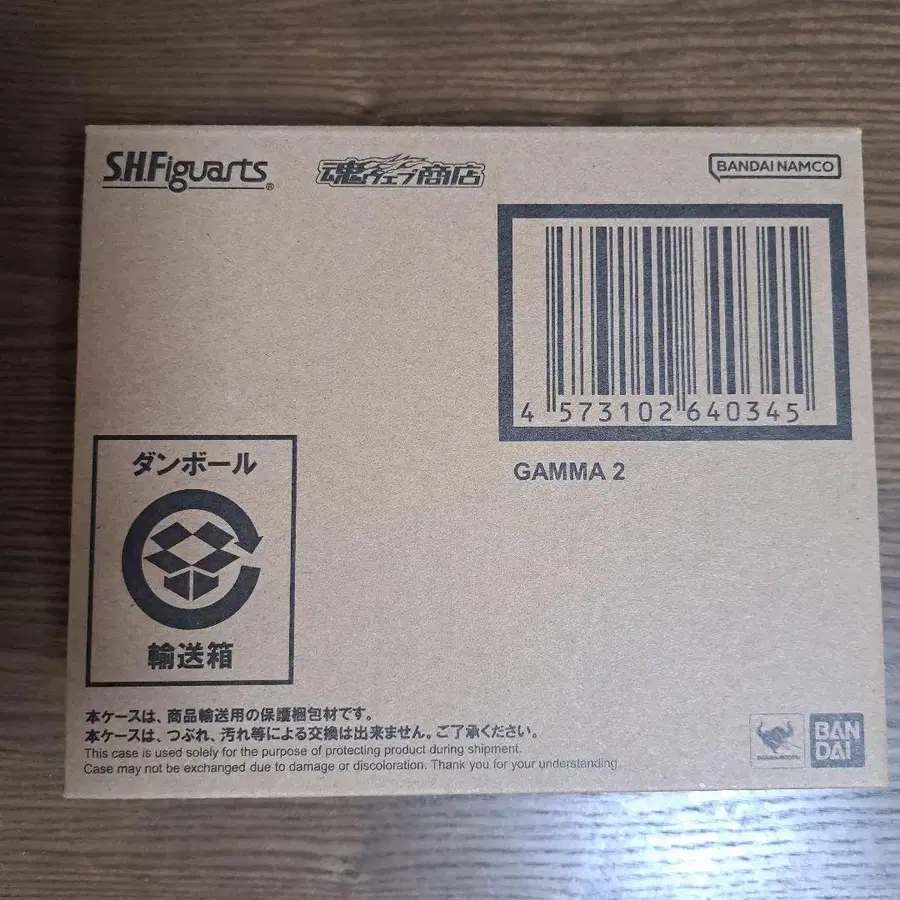 S.H.Figuarts®
魂ウェブ商店
BANDAI NAMCO
4 573102 640345
GAMMA 2
ダンボール
輸送箱
本ケースは、商品輸送用の保護梱包材です。
本ケースは、つぶれ、汚れ等による交換は出来ません。ご了承ください。
This case is used solely for the purpose of protecting product during shipment.
Case may not be exchanged due to damage or discoloration. Thank you for your understanding.
BAN
DAI